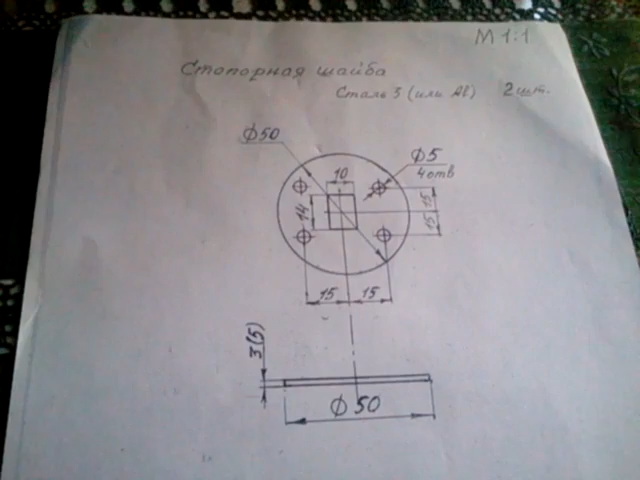 М 1:1
Стопорная шайба
Сталь 3 (или Al) 2 шт.
Ф50
Ф5
4 отв
10
14
15
15
15
15
3(5)
Ф50